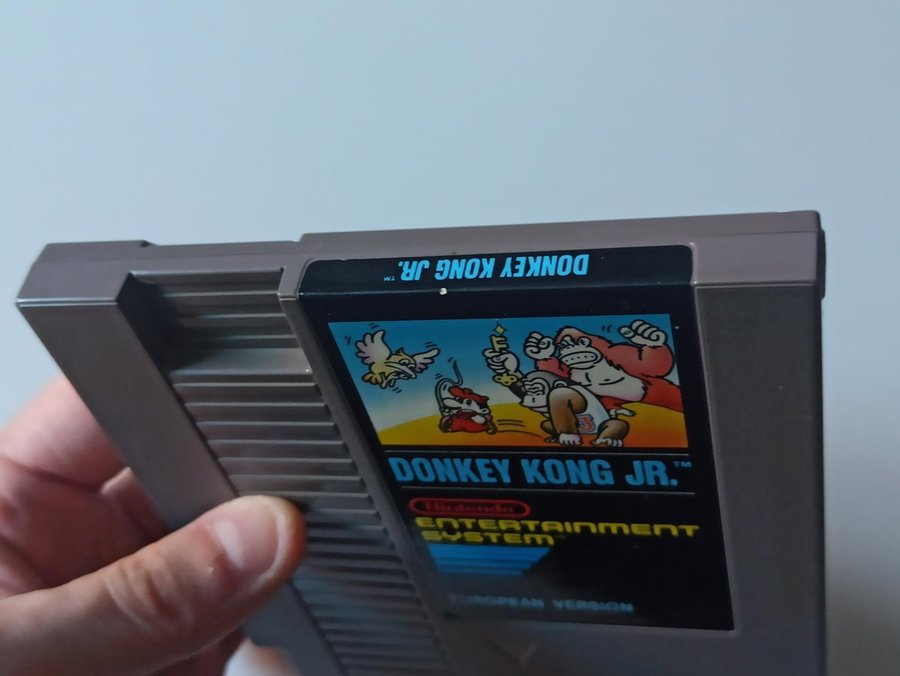 DONKEY KONG JR.™
DONKEY KONG JR.™
Nintendo
ENTERTAINMENT
SYSTEM™
EUROPEAN VERSION